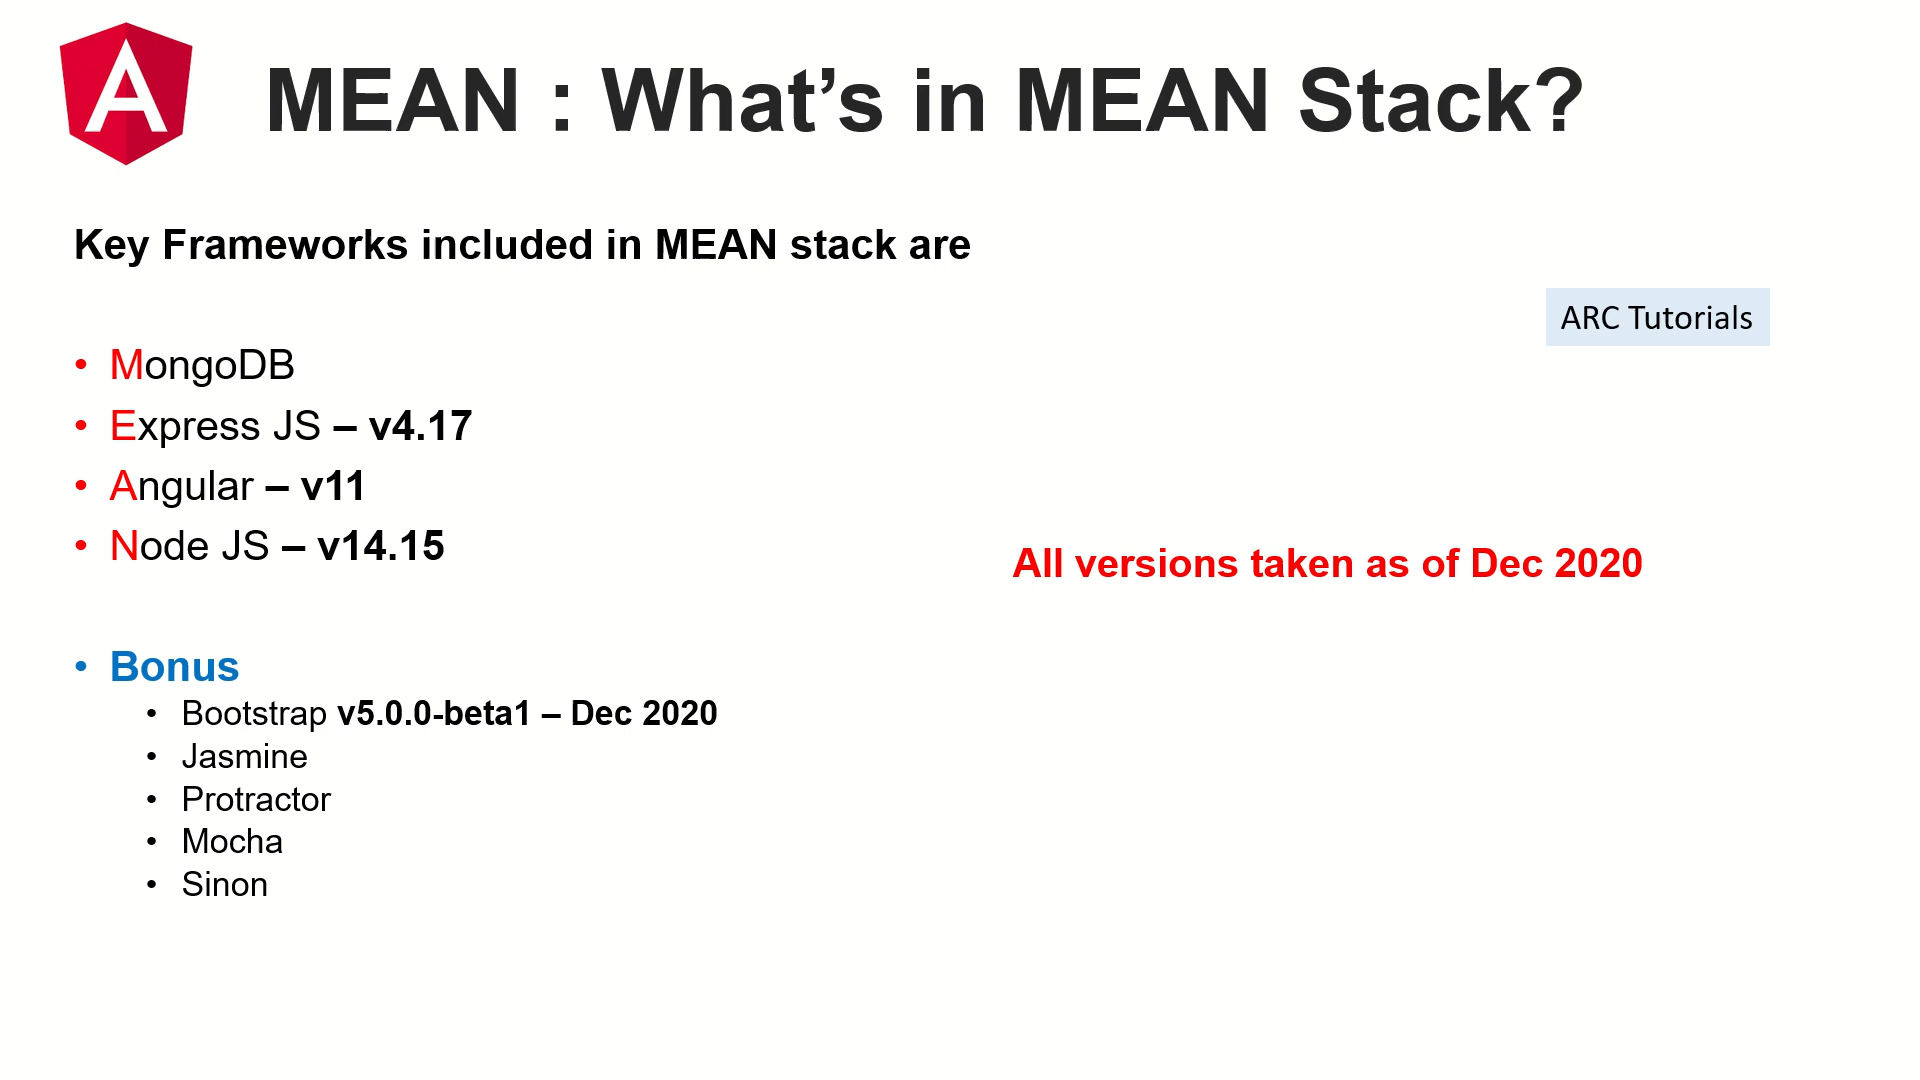 MEAN : What’s in MEAN Stack?
Key Frameworks included in MEAN stack are
ARC Tutorials
• MongoDB
• Express JS – v4.17
• Angular – v11
• Node JS – v14.15
All versions taken as of Dec 2020
• Bonus
• Bootstrap v5.0.0-beta1 – Dec 2020
• Jasmine
• Protractor
• Mocha
• Sinon